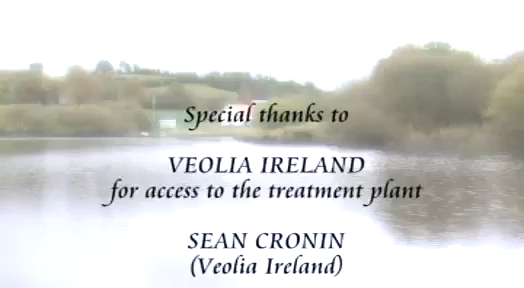 Special thanks to
VEOLIA IRELAND
for access to the treatment plant
SEAN CRONIN
(Veolia Ireland)